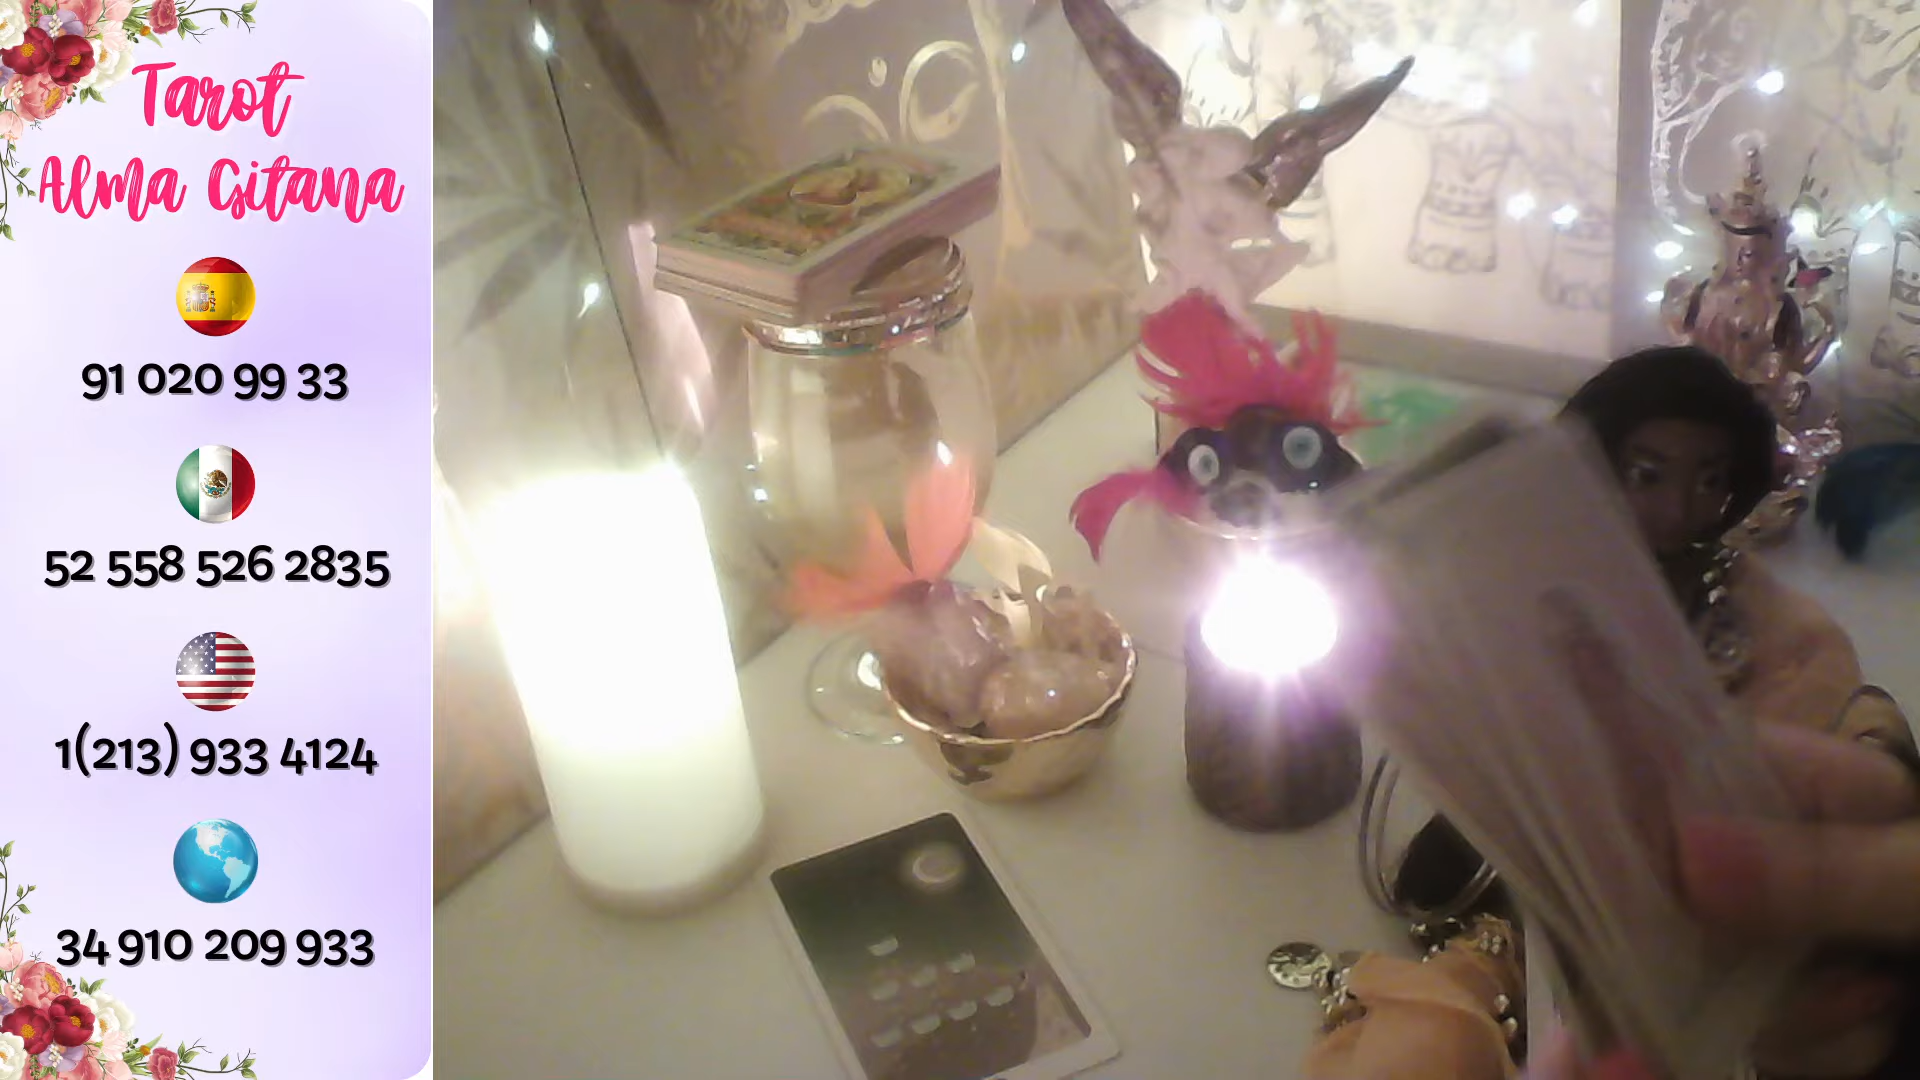 Tarot
Alma Gitana
91 020 99 33
52 558 526 2835
1(213) 933 4124
34 910 209 933